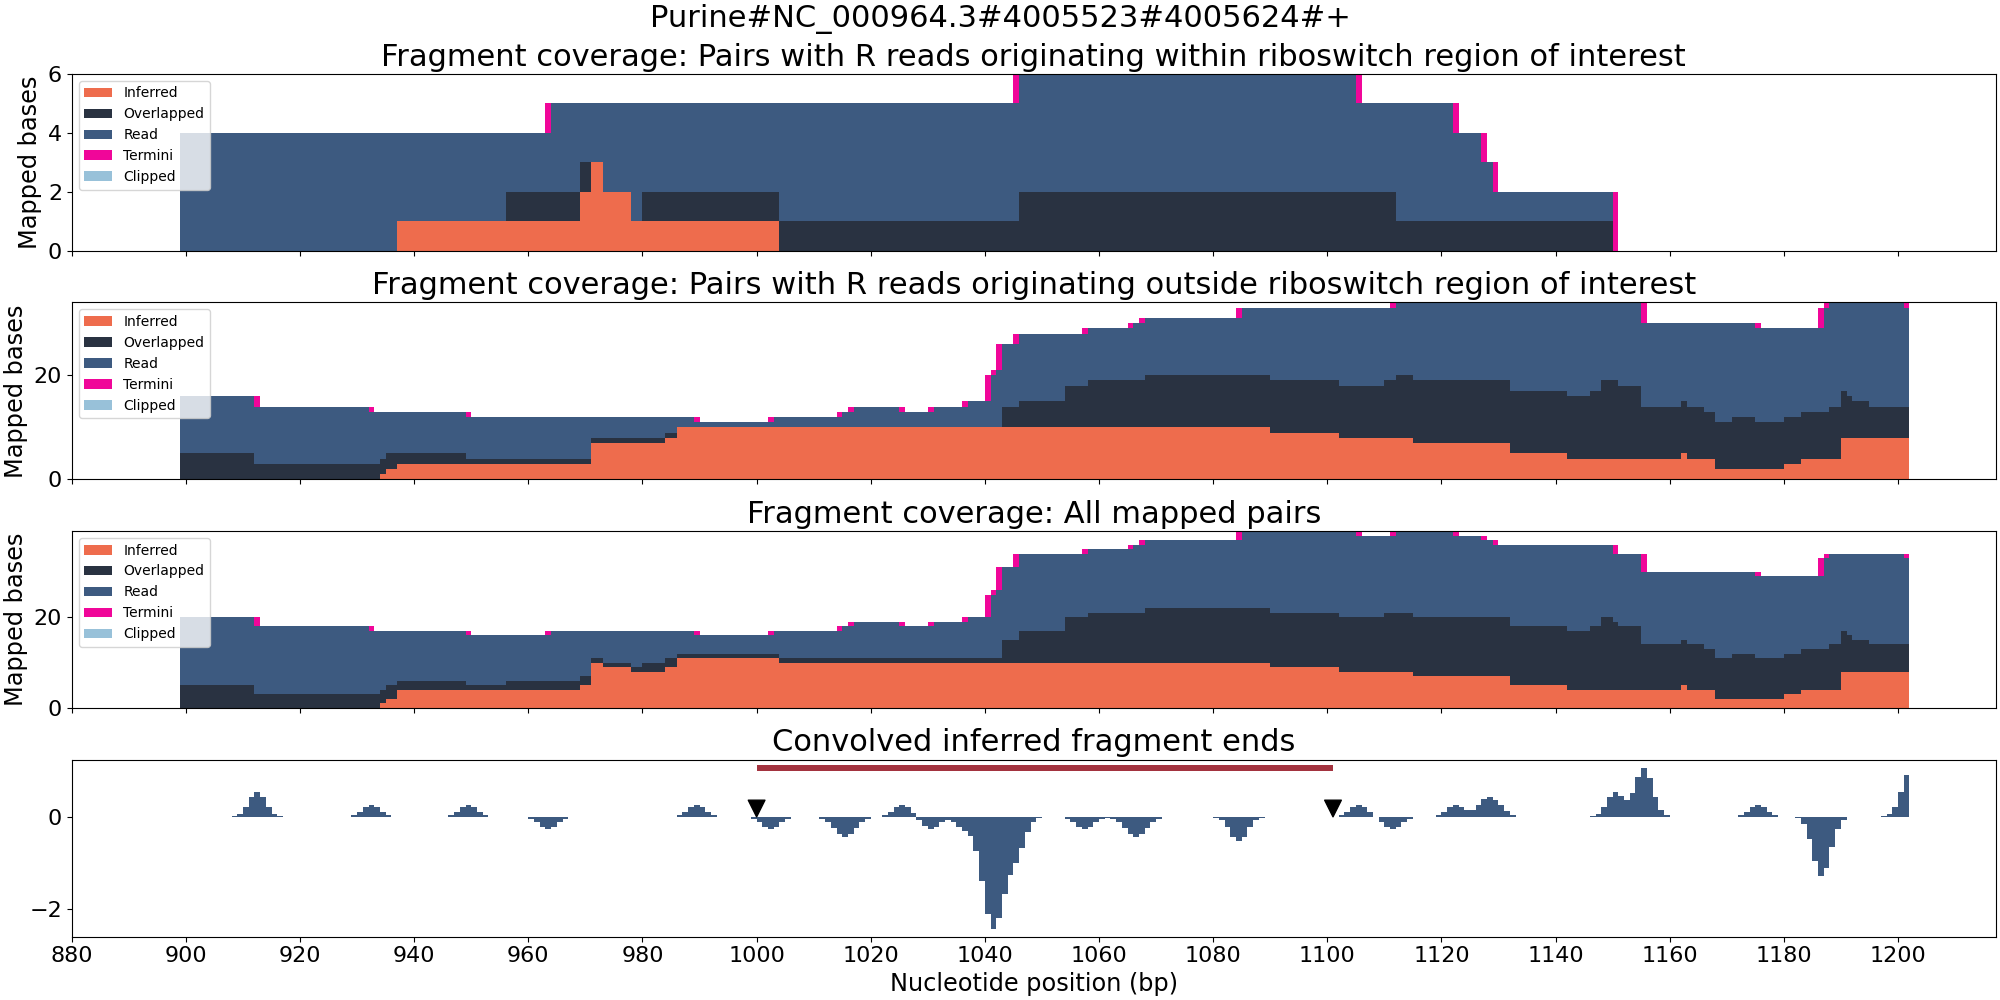 Purine#NC_000964.3#4005523#4005624#+
Fragment coverage: Pairs with R reads originating within riboswitch region of interest
Mapped bases
6
4
2
0
Inferred
Overlapped
Read
Termini
Clipped
Fragment coverage: Pairs with R reads originating outside riboswitch region of interest
Mapped bases
20
0
Inferred
Overlapped
Read
Termini
Clipped
Fragment coverage: All mapped pairs
Mapped bases
20
0
Inferred
Overlapped
Read
Termini
Clipped
Convolved inferred fragment ends
0
−2
880 900 920 940 960 980 1000 1020 1040 1060 1080 1100 1120 1140 1160 1180 1200
Nucleotide position (bp)